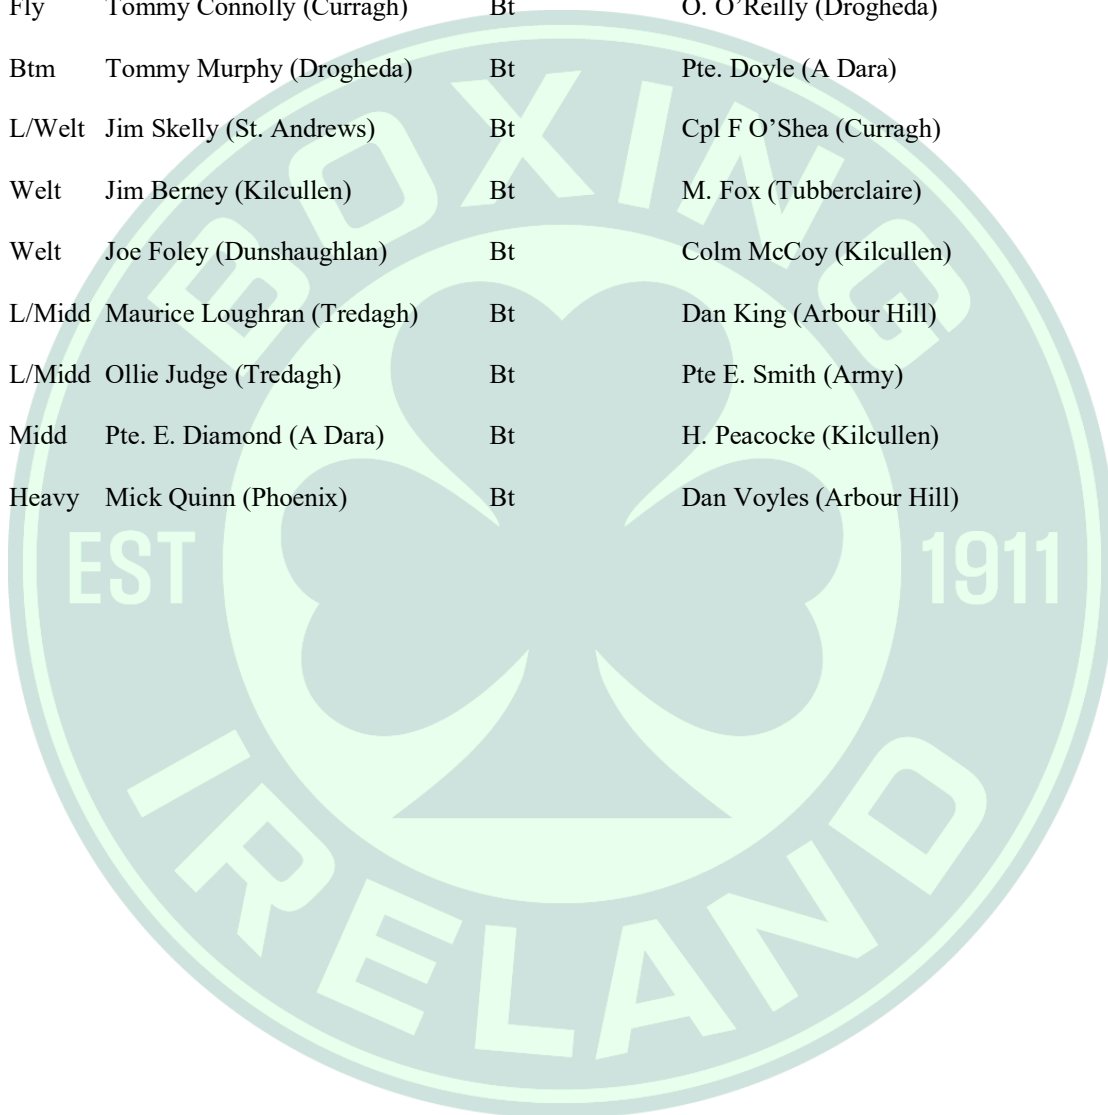 Fly Tommy Connolly (Curragh) Bt O. O’Reilly (Drogheda)
Btm Tommy Murphy (Drogheda) Bt Pte. Doyle (A Dara)
L/Welt Jim Skelly (St. Andrews) Bt Cpl F O’Shea (Curragh)
Welt Jim Berney (Kilcullen) Bt M. Fox (Tubberclaire)
Welt Joe Foley (Dunshaughlan) Bt Colm McCoy (Kilcullen)
L/Midd Maurice Loughran (Tredagh) Bt Dan King (Arbour Hill)
L/Midd Ollie Judge (Tredagh) Bt Pte E. Smith (Army)
Midd Pte. E. Diamond (A Dara) Bt H. Peacocke (Kilcullen)
Heavy Mick Quinn (Phoenix) Bt Dan Voyles (Arbour Hill)
BOXING
EST 1911
IRELAND